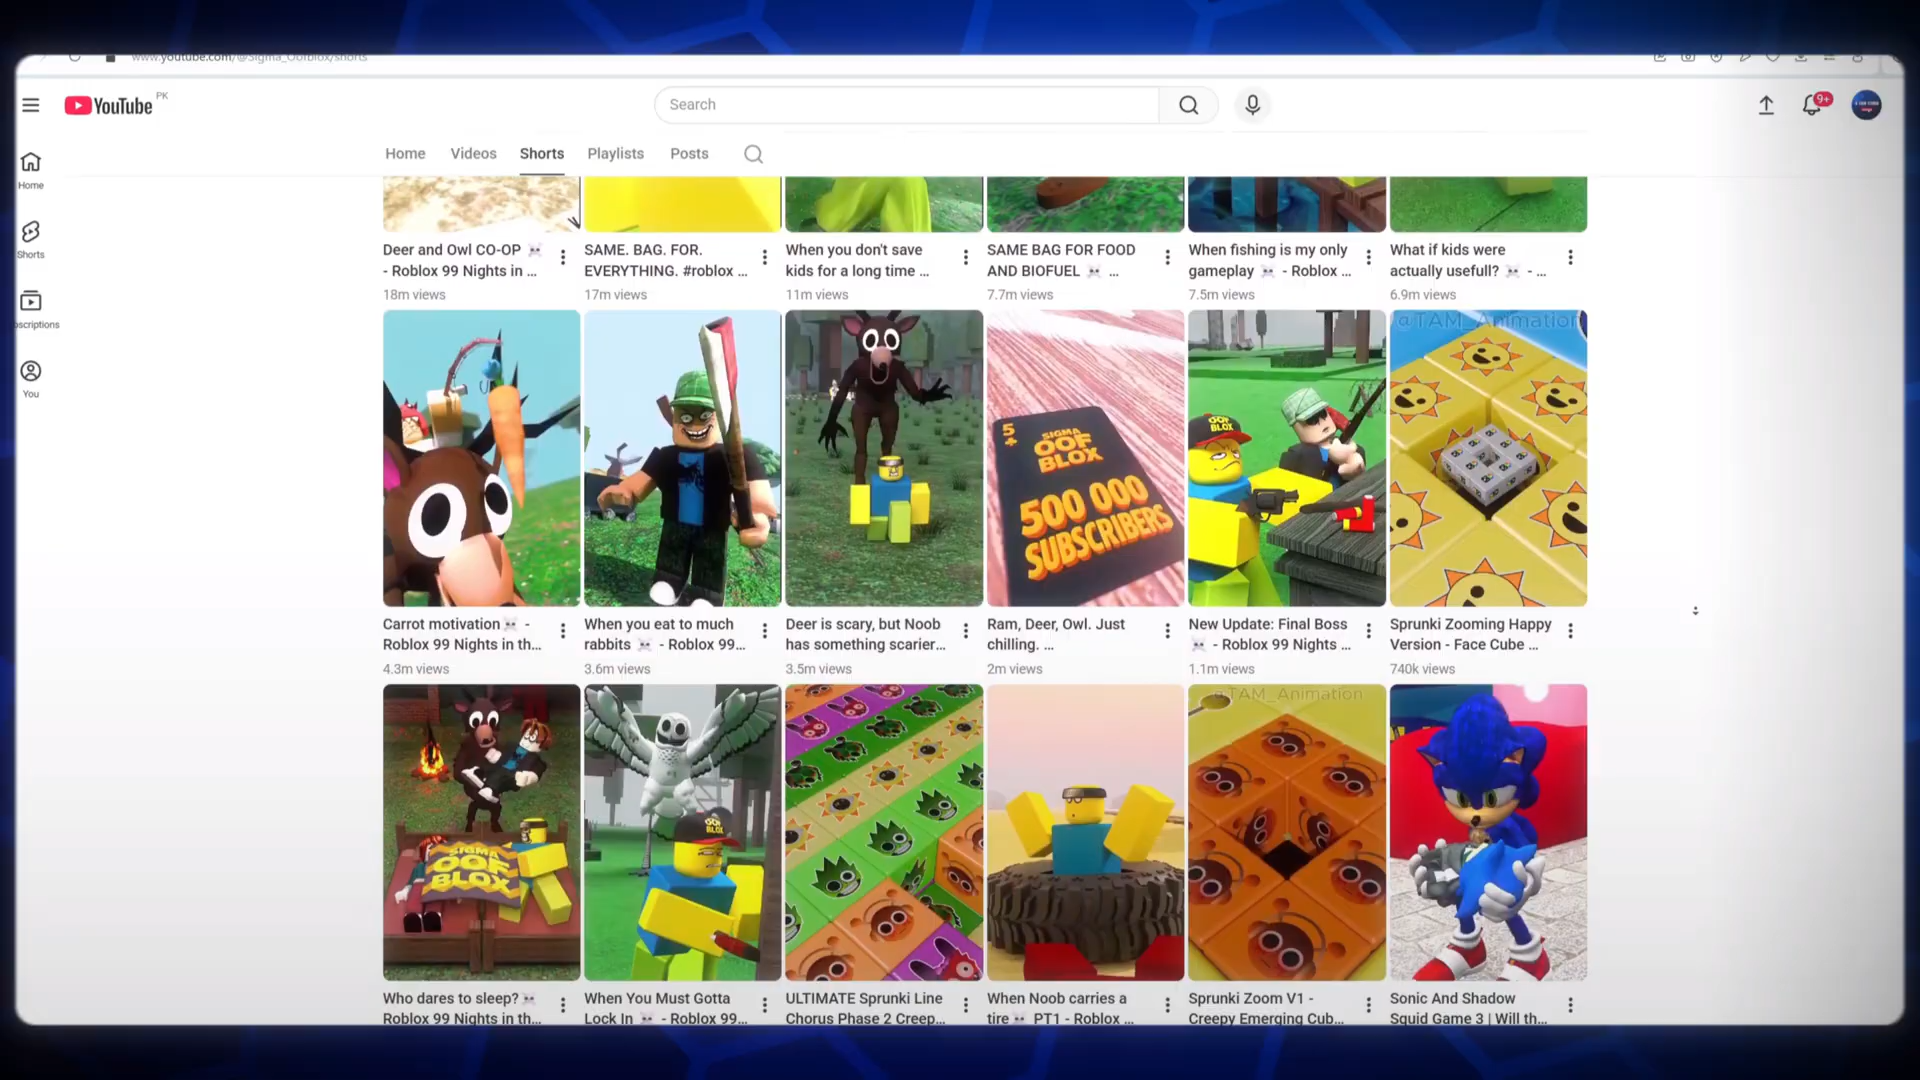 www.youtube.com/@Sigma_Oofblox/shorts
YouTube PK
Search
9+
Home Videos Shorts Playlists Posts
Home
Shorts
bscriptions
You
Deer and Owl CO-OP ☠️
- Roblox 99 Nights in ...
18m views
SAME. BAG. FOR.
EVERYTHING. #roblox ...
17m views
When you don't save
kids for a long time ...
11m views
SAME BAG FOR FOOD
AND BIOFUEL ☠️ ...
7.7m views
When fishing is my only
gameplay ☠️ - Roblox ...
7.5m views
What if kids were
actually usefull? ☠️ - ...
6.9m views
5
+
SIGMA
OOF
BLOX
500 000
SUBSCRIBERS
OOF
BLOX
@TAM_Animation
Carrot motivation☠️ -
Roblox 99 Nights in th...
4.3m views
When you eat to much
rabbits ☠️ - Roblox 99...
3.6m views
Deer is scary, but Noob
has something scarier...
3.5m views
Ram, Deer, Owl. Just
chilling. ...
2m views
New Update: Final Boss
☠️ - Roblox 99 Nights ...
1.1m views
Sprunki Zooming Happy
Version - Face Cube ...
740k views
SIGMA
OOF
BLOX
OOF
BLOX
@TAM_Animation
Who dares to sleep?☠️
Roblox 99 Nights in th...
When You Must Gotta
Lock In ☠️ - Roblox 99...
ULTIMATE Sprunki Line
Chorus Phase 2 Creep...
When Noob carries a
tire☠️ PT1 - Roblox ...
Sprunki Zoom V1 -
Creepy Emerging Cub...
Sonic And Shadow
Squid Game 3 | Will th...